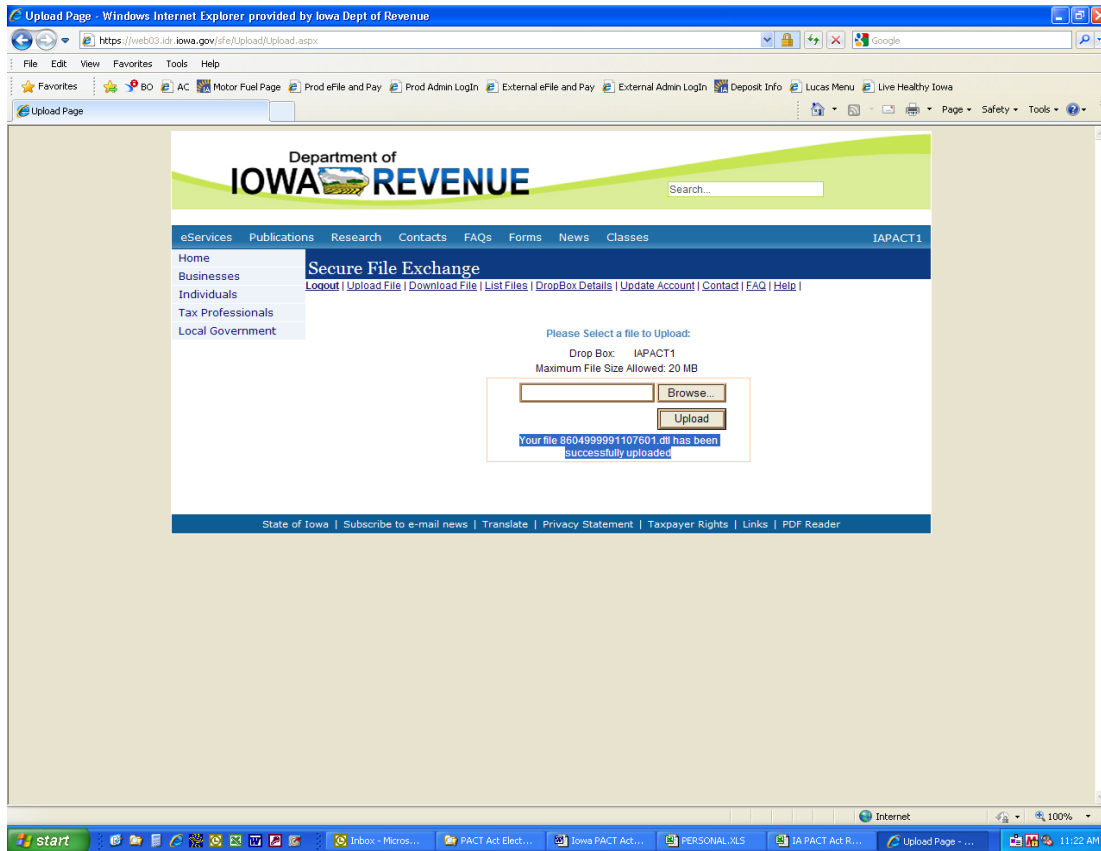 Upload Page - Windows Internet Explorer provided by Iowa Dept of Revenue
https://web03.idr.iowa.gov/sfe/Upload/Upload.aspx
Google
File Edit View Favorites Tools Help
Favorites BO AC Motor Fuel Page Prod eFile and Pay Prod Admin LogIn External eFile and Pay External Admin LogIn Deposit Info Lucas Menu Live Healthy Iowa
Upload Page
Page Safety Tools
Department of
IOWA REVENUE
Search...
eServices Publications Research Contacts FAQs Forms News Classes IAPACT1
Home
Businesses
Individuals
Tax Professionals
Local Government
Secure File Exchange
Logout | Upload File | Download File | List Files | DropBox Details | Update Account | Contact | FAQ | Help |
Please Select a file to Upload:
Drop Box: IAPACT1
Maximum File Size Allowed: 20 MB
Browse...
Upload
Your file 8604999991107601.dtl has been
successfully uploaded
State of Iowa | Subscribe to e-mail news | Translate | Privacy Statement | Taxpayer Rights | Links | PDF Reader
Internet
100%
start
Inbox - Micros...
PACT Act Elect...
Iowa PACT Act...
PERSONAL.XLS
IA PACT Act R...
Upload Page - ...
11:22 AM